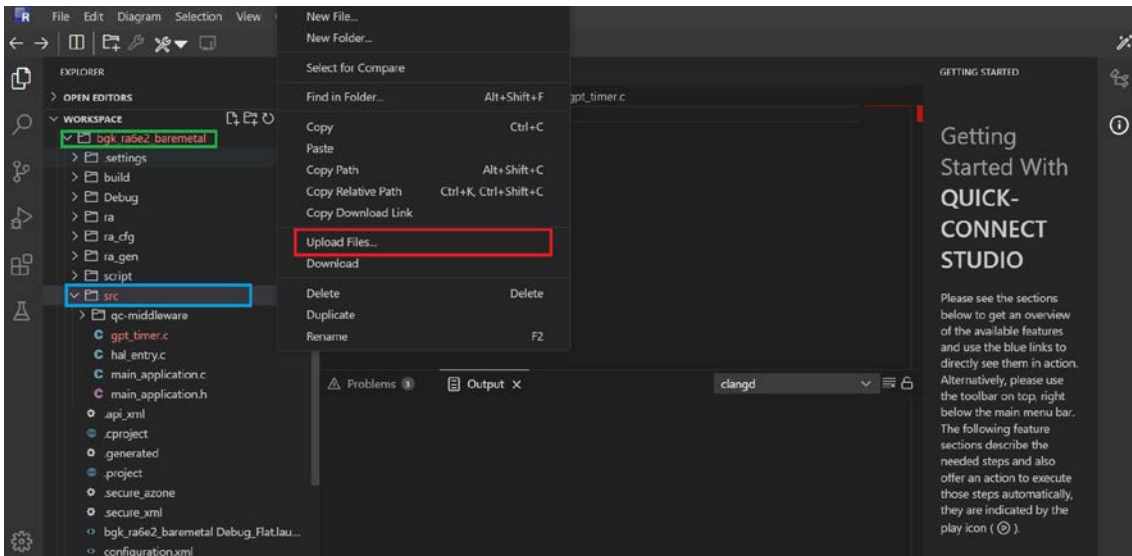 R File Edit Diagram Selection View
EXPLORER
OPEN EDITORS
WORKSPACE
bgk_ra6e2_baremetal
.settings
build
Debug
ra
ra_cfg
ra_gen
script
src
qc-middleware
C gpt_timer.c
C hal_entry.c
C main_application.c
C main_application.h
.api_xml
.cproject
.generated
.project
.secure_azone
.secure_xml
bgk_ra6e2_baremetal Debug_Flat.lau...
configuration.xml
New File...
New Folder...
Select for Compare
Find in Folder... Alt+Shift+F
Copy Ctrl+C
Paste
Copy Path Alt+Shift+C
Copy Relative Path Ctrl+K, Ctrl+Shift+C
Copy Download Link
Upload Files...
Download
Delete Delete
Duplicate
Rename F2
gpt_timer.c
Problems 3 Output
clangd
GETTING STARTED
Getting
Started With
QUICK-
CONNECT
STUDIO
Please see the sections
below to get an overview
of the available features
and use the blue links to
directly see them in action.
Alternatively, please use
the toolbar on top, right
below the main menu bar.
The following feature
sections describe the
needed steps and also
offer an action to execute
those steps automatically,
they are indicated by the
play icon ( ).